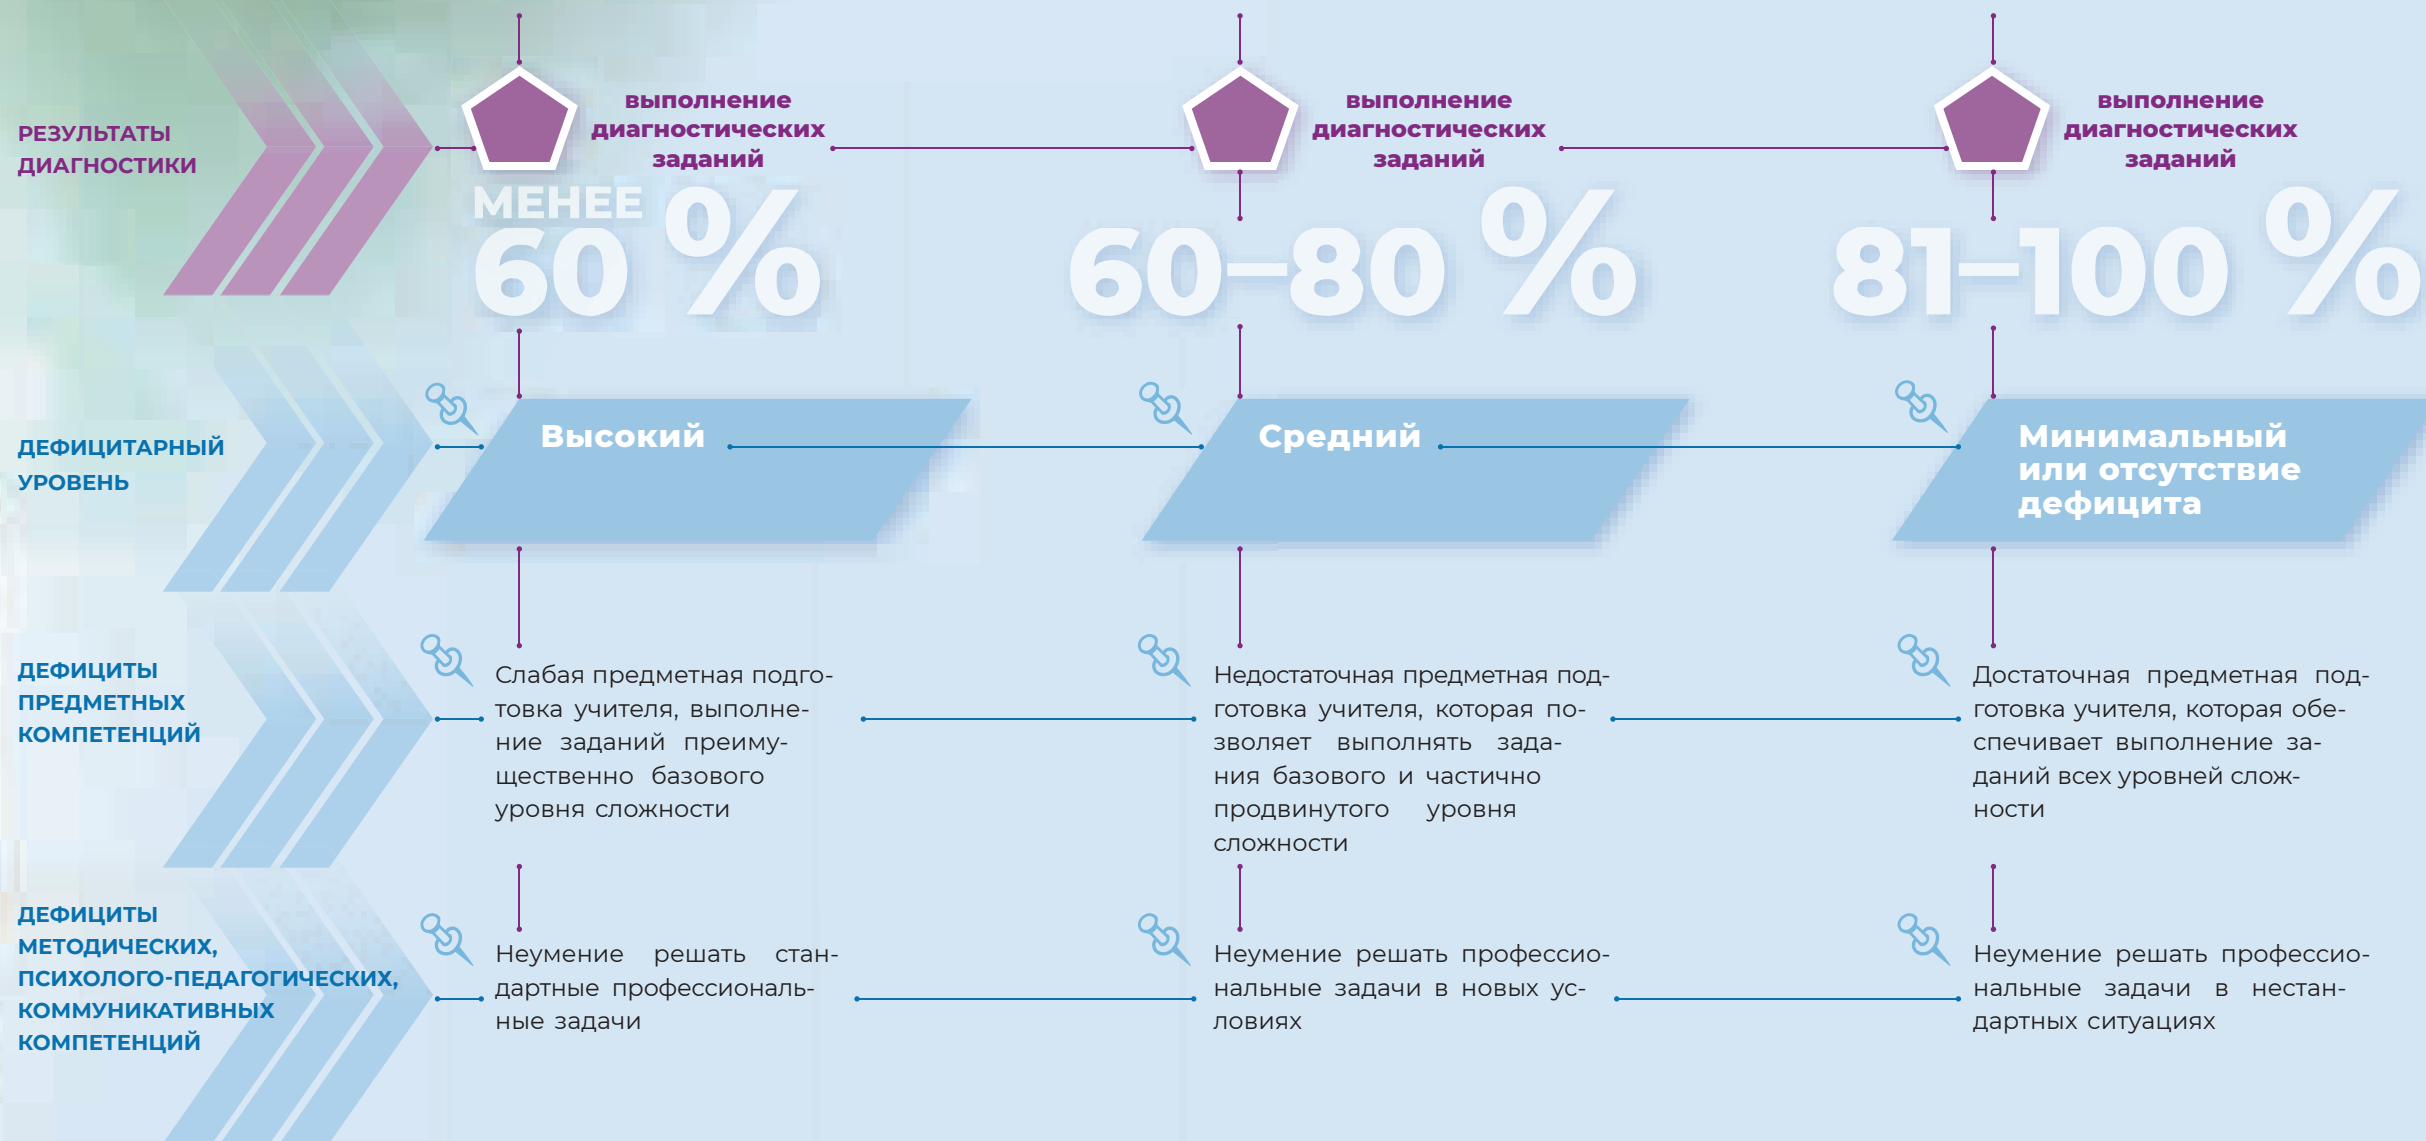 РЕЗУЛЬТАТЫ
ДИАГНОСТИКИ
выполнение
диагностических
заданий
МЕНЕЕ
60 %
выполнение
диагностических
заданий
60–80 %
выполнение
диагностических
заданий
81–100 %
ДЕФИЦИТАРНЫЙ
УРОВЕНЬ
Высокий
Средний
Минимальный
или отсутствие
дефицита
ДЕФИЦИТЫ
ПРЕДМЕТНЫХ
КОМПЕТЕНЦИЙ
Слабая предметная подго-
товка учителя, выполне-
ние заданий преиму-
щественно базового
уровня сложности
Недостаточная предметная под-
готовка учителя, которая по-
зволяет выполнять зада-
ния базового и частично
продвинутого уровня
сложности
Достаточная предметная под-
готовка учителя, которая обе-
спечивает выполнение за-
даний всех уровней слож-
ности
ДЕФИЦИТЫ
МЕТОДИЧЕСКИХ,
ПСИХОЛОГО-ПЕДАГОГИЧЕСКИХ,
КОММУНИКАТИВНЫХ
КОМПЕТЕНЦИЙ
Неумение решать стан-
дартные профессиональ-
ные задачи
Неумение решать профессио-
нальные задачи в новых ус-
ловиях
Неумение решать профессио-
нальные задачи в нестан-
дартных ситуациях